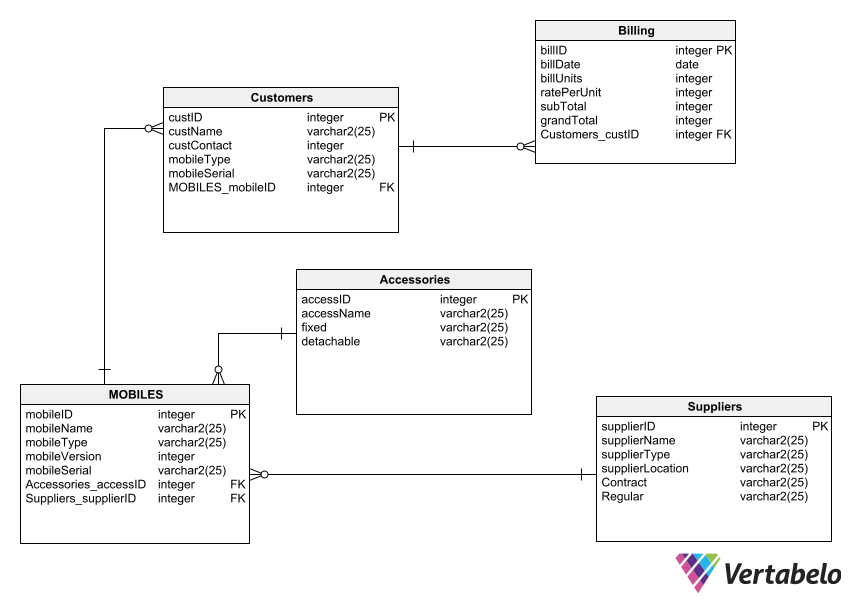 Billing
billID integer PK
billDate date
billUnits integer
ratePerUnit integer
subTotal integer
grandTotal integer
Customers_custID integer FK
Customers
custID integer PK
custName varchar2(25)
custContact integer
mobileType varchar2(25)
mobileSerial varchar2(25)
MOBILES_mobileID integer FK
Accessories
accessID integer PK
accessName varchar2(25)
fixed varchar2(25)
detachable varchar2(25)
MOBILES
mobileID integer PK
mobileName varchar2(25)
mobileType varchar2(25)
mobileVersion integer
mobileSerial varchar2(25)
Accessories_accessID integer FK
Suppliers_supplierID integer FK
Suppliers
supplierID integer PK
supplierName varchar2(25)
supplierType varchar2(25)
supplierLocation varchar2(25)
Contract varchar2(25)
Regular varchar2(25)
Vertabelo